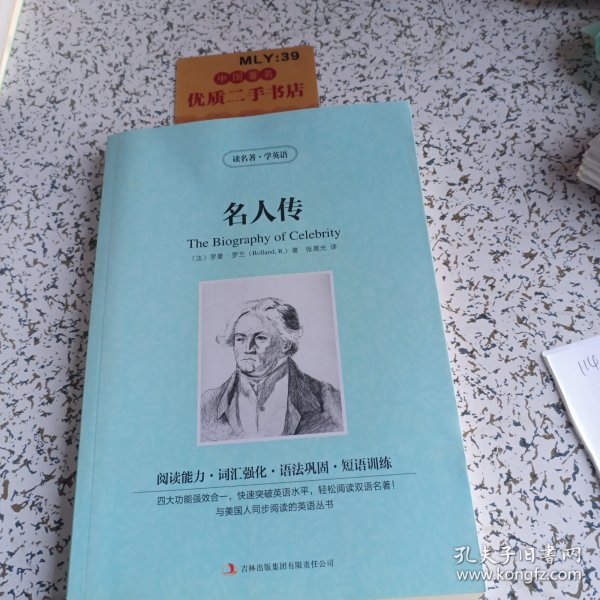 MLY:39
中国著名
优质二手书店
读名著·学英语
名人传
The Biography of Celebrity
〔法〕罗曼·罗兰（Rolland, R.）著 张晨光 译
阅读能力·词汇强化·语法巩固·短语训练
四大功能强效合一，快速突破英语水平，轻松阅读双语名著！
与美国人同步阅读的英语丛书
吉林出版集团有限责任公司
114
孔夫子旧书网
www.kongfz.com